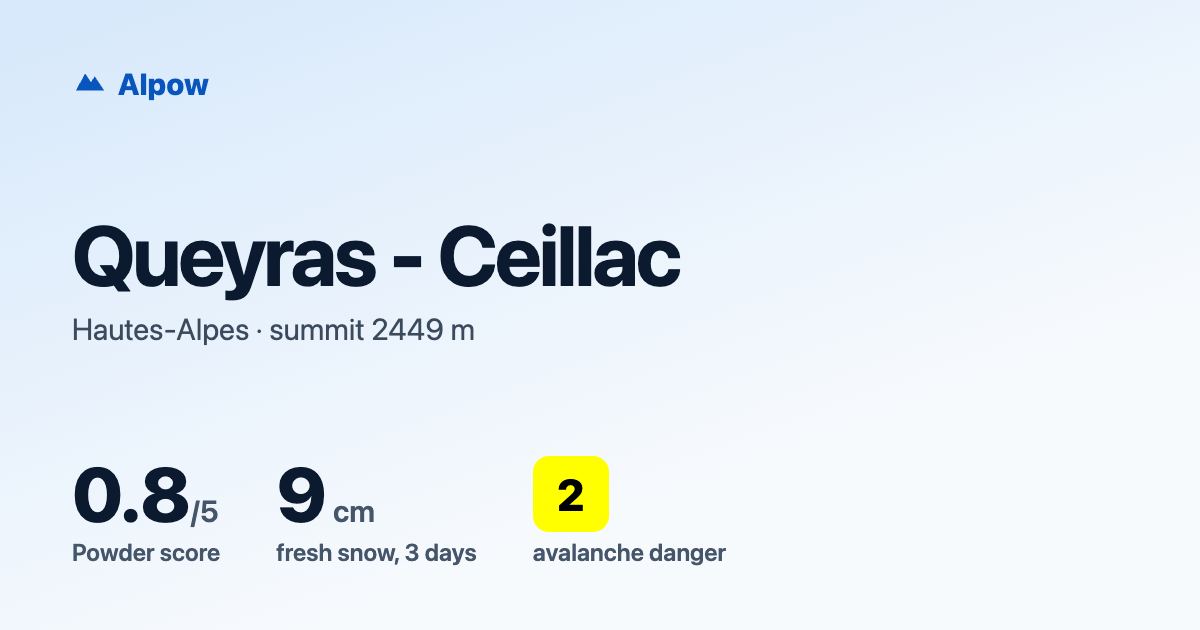 Alpow
Queyras - Ceillac
Hautes-Alpes · summit 2449 m
0.8/5 9 cm 2
Powder score fresh snow, 3 days avalanche danger